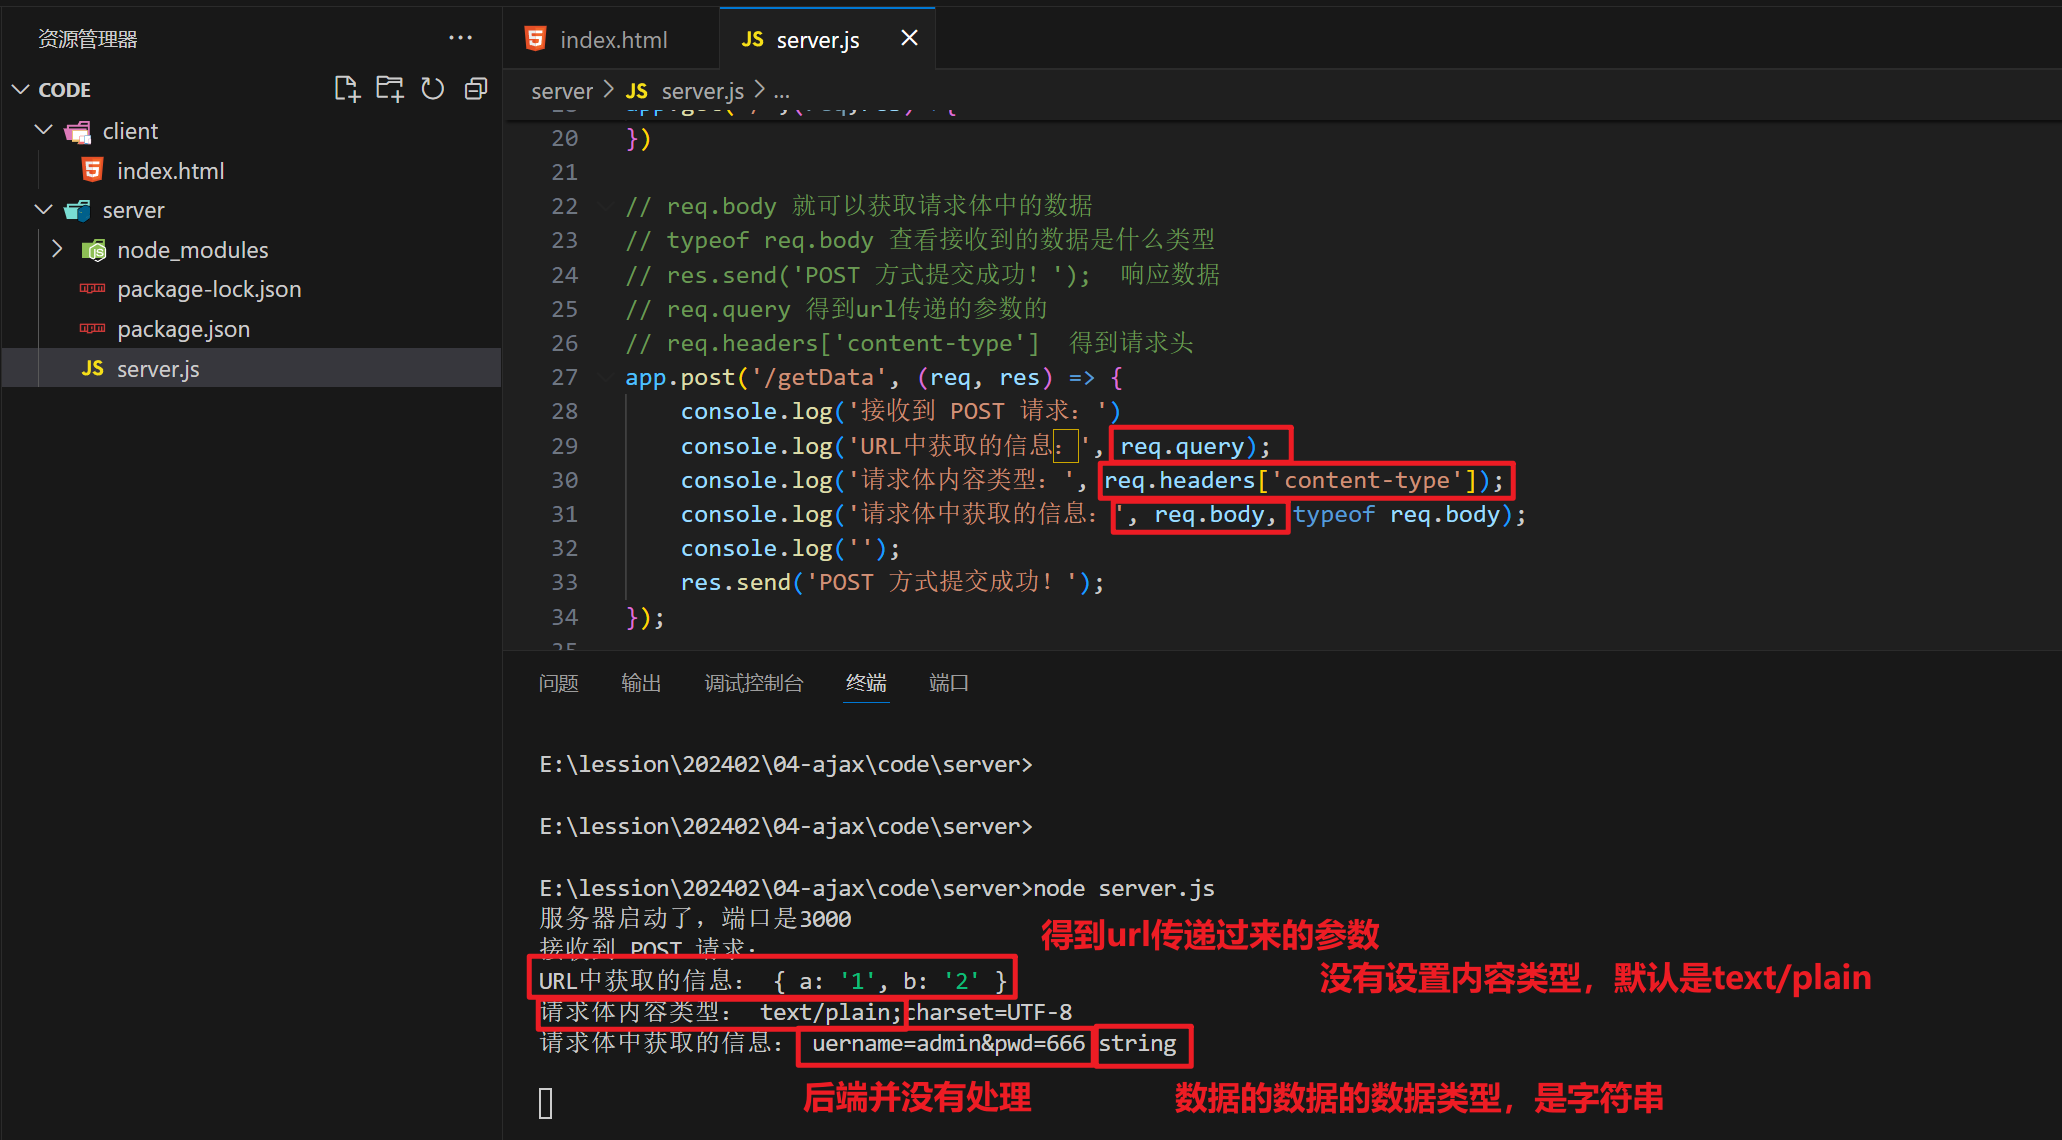 资源管理器
···
CODE
client
index.html
server
node_modules
package-lock.json
package.json
JS server.js
index.html
JS server.js
server > JS server.js > ...
20 })
21
22 // req.body 就可以获取请求体中的数据
23 // typeof req.body 查看接收到的数据是什么类型
24 // res.send('POST 方式提交成功！'); 响应数据
25 // req.query 得到url传递的参数的
26 // req.headers['content-type'] 得到请求头
27 app.post('/getData', (req, res) => {
28 console.log('接收到 POST 请求：')
29 console.log('URL中获取的信息：', req.query);
30 console.log('请求体内容类型：', req.headers['content-type']);
31 console.log('请求体中获取的信息：', req.body, typeof req.body);
32 console.log('');
33 res.send('POST 方式提交成功！');
34 });
问题 输出 调试控制台 终端 端口
E:\lession\202402\04-ajax\code\server>
E:\lession\202402\04-ajax\code\server>
E:\lession\202402\04-ajax\code\server>node server.js
服务器启动了，端口是3000
得到url传递过来的参数
接收到 POST 请求：
没有设置内容类型，默认是text/plain
URL中获取的信息： { a: '1', b: '2' }
请求体内容类型： text/plain;charset=UTF-8
请求体中获取的信息： uername=admin&pwd=666 string
后端并没有处理
数据的数据的数据类型，是字符串